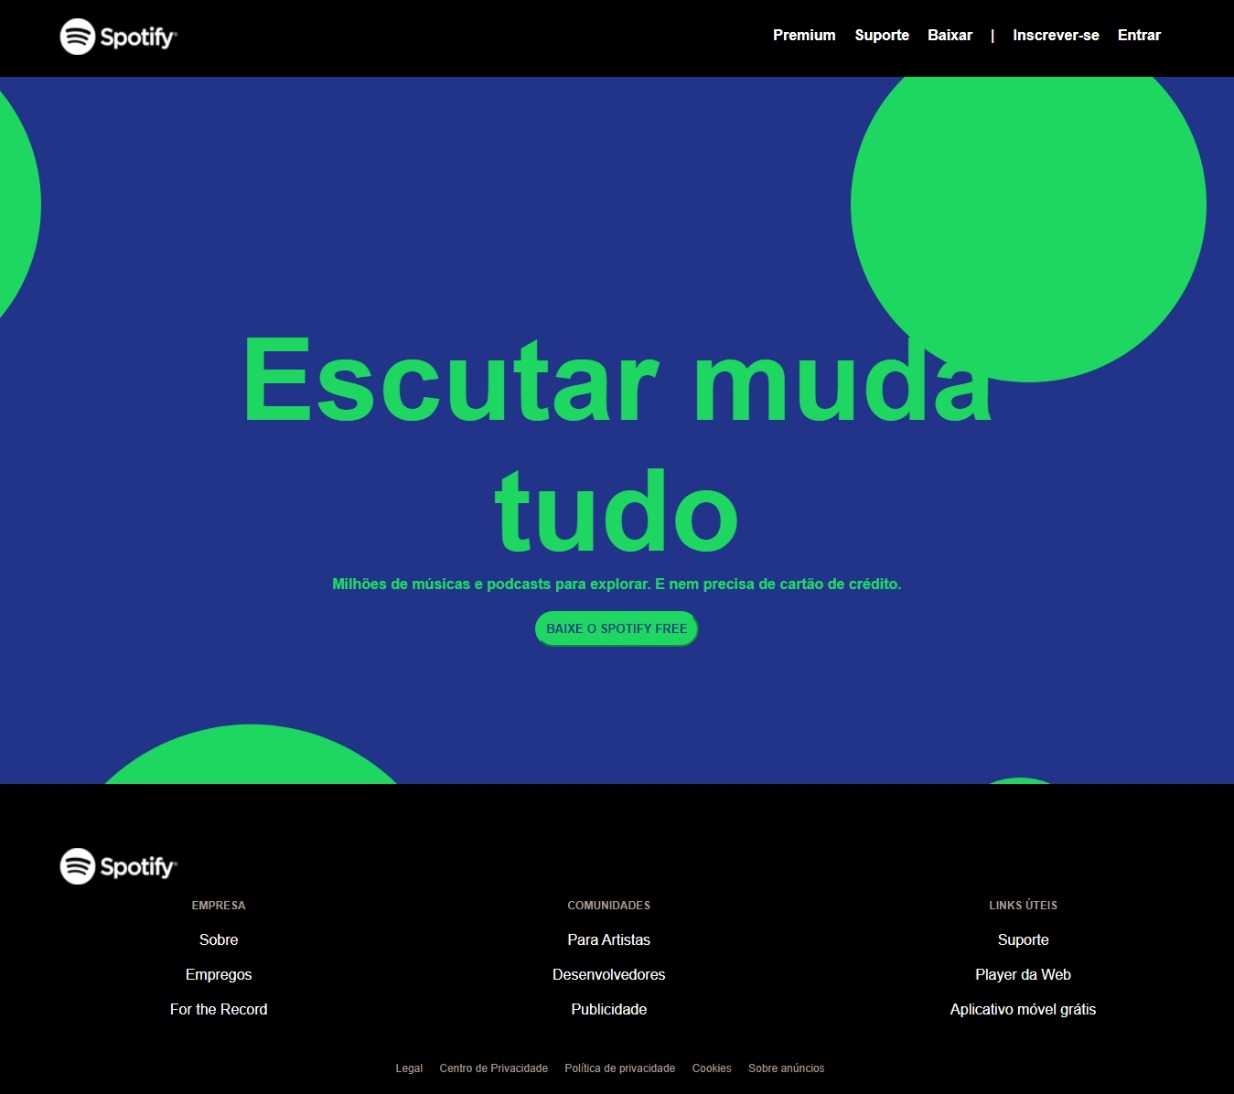 Spotify®
Premium Suporte Baixar | Inscrever-se Entrar
Escutar muda
tudo
Milhões de músicas e podcasts para explorar. E nem precisa de cartão de crédito.
BAIXE O SPOTIFY FREE
Spotify®
EMPRESA COMUNIDADES LINKS ÚTEIS
Sobre Para Artistas Suporte
Empregos Desenvolvedores Player da Web
For the Record Publicidade Aplicativo móvel grátis
Legal Centro de Privacidade Política de privacidade Cookies Sobre anúncios